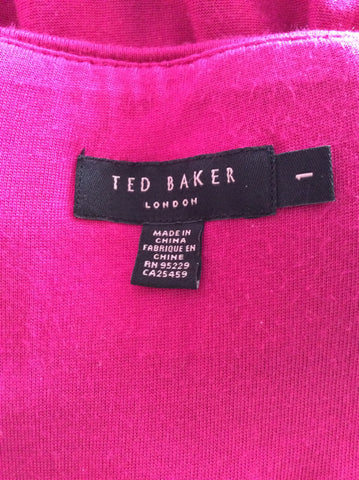 TED BAKER
LONDON
1
MADE IN
CHINA
FABRIQUE EN
CHINE
RN 95229
CA25459